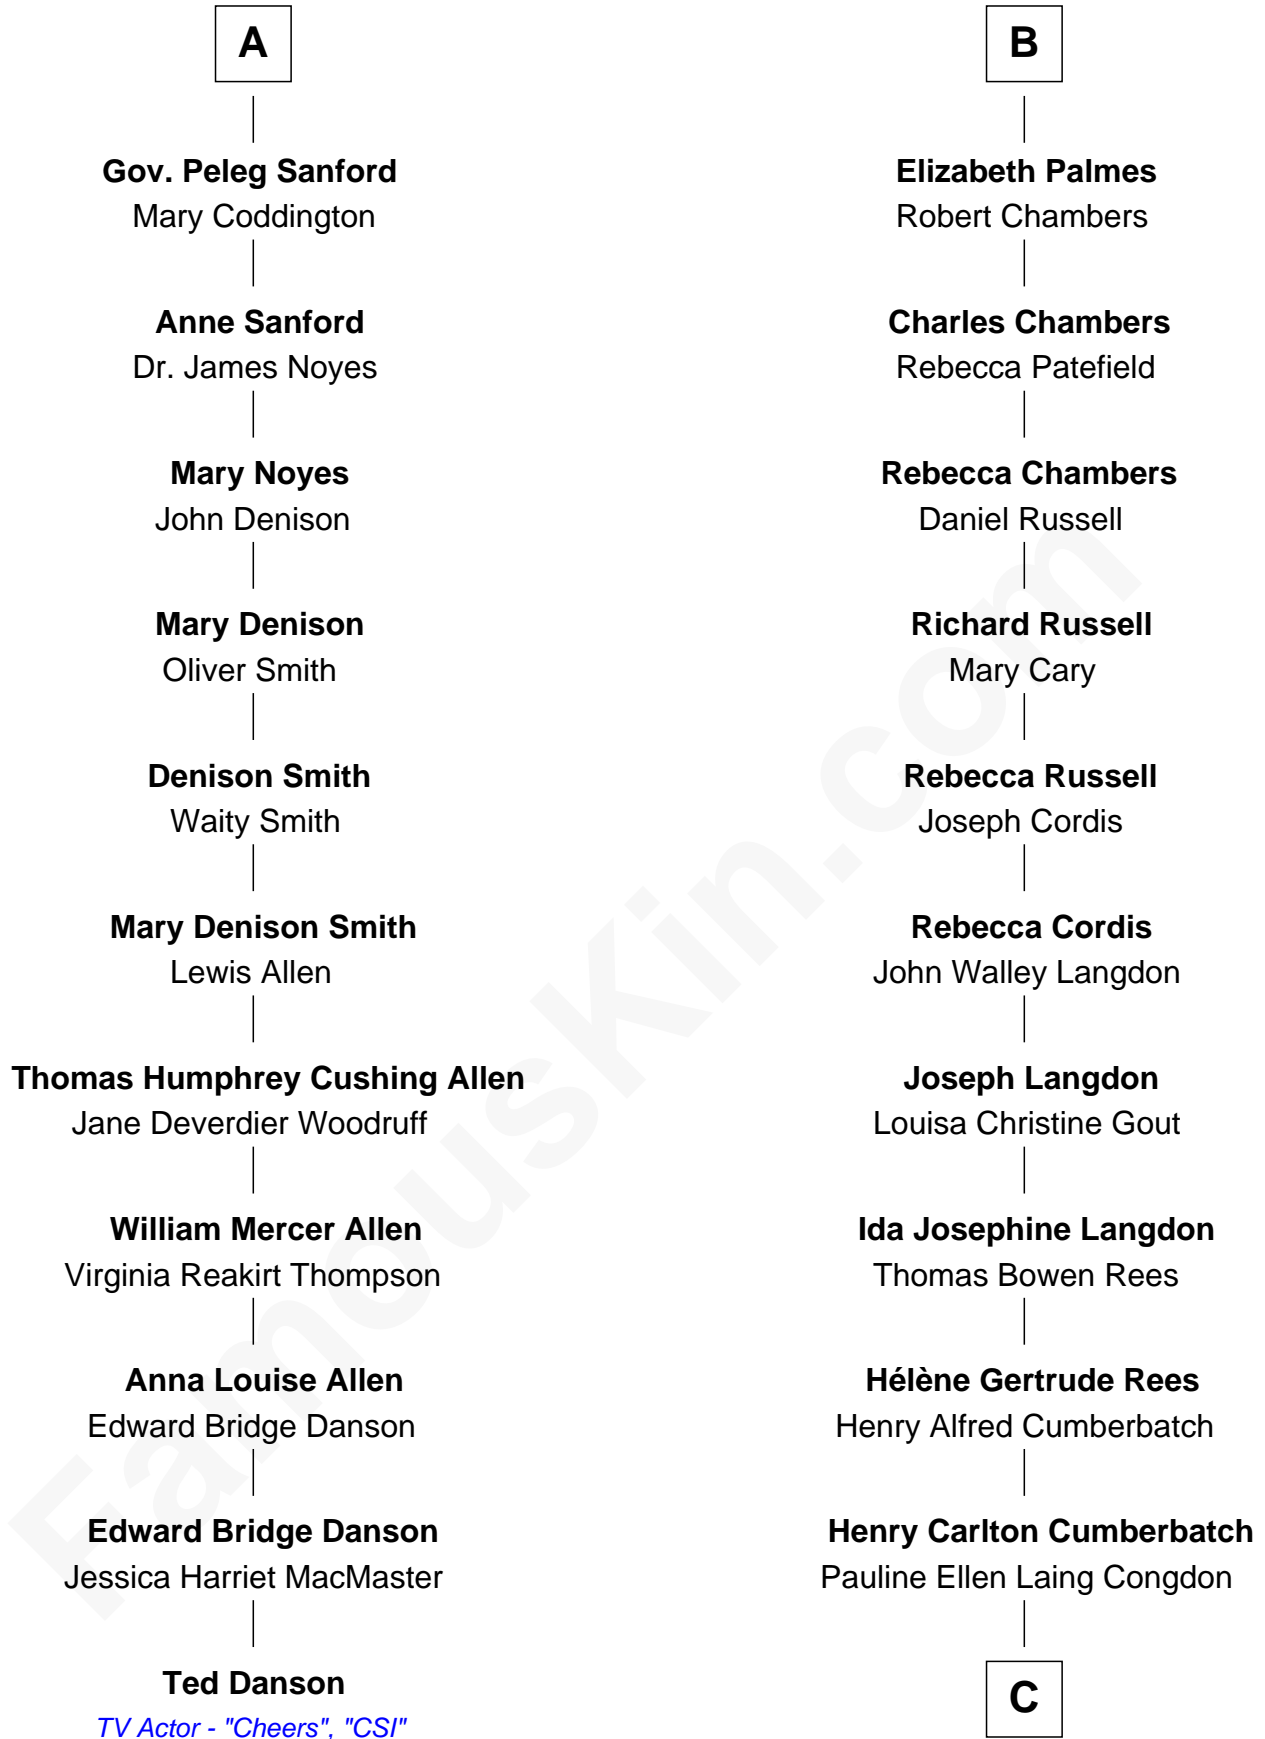 A
Gov. Peleg Sanford
Mary Coddington
Anne Sanford
Dr. James Noyes
Mary Noyes
John Denison
Mary Denison
Oliver Smith
Denison Smith
Waity Smith
Mary Denison Smith
Lewis Allen
Thomas Humphrey Cushing Allen
Jane Deverdier Woodruff
William Mercer Allen
Virginia Reakirt Thompson
Anna Louise Allen
Edward Bridge Danson
Edward Bridge Danson
Jessica Harriet MacMaster
Ted Danson
TV Actor - "Cheers", "CSI"
B
Elizabeth Palmes
Robert Chambers
Charles Chambers
Rebecca Patefield
Rebecca Chambers
Daniel Russell
Richard Russell
Mary Cary
Rebecca Russell
Joseph Cordis
Rebecca Cordis
John Walley Langdon
Joseph Langdon
Louisa Christine Gout
Ida Josephine Langdon
Thomas Bowen Rees
Hélène Gertrude Rees
Henry Alfred Cumberbatch
Henry Carlton Cumberbatch
Pauline Ellen Laing Congdon
C
FamousKin.com